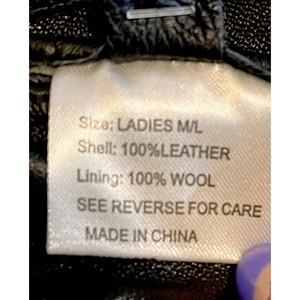 Size: LADIES M/L
Shell: 100%LEATHER
Lining: 100% WOOL
SEE REVERSE FOR CARE
MADE IN CHINA